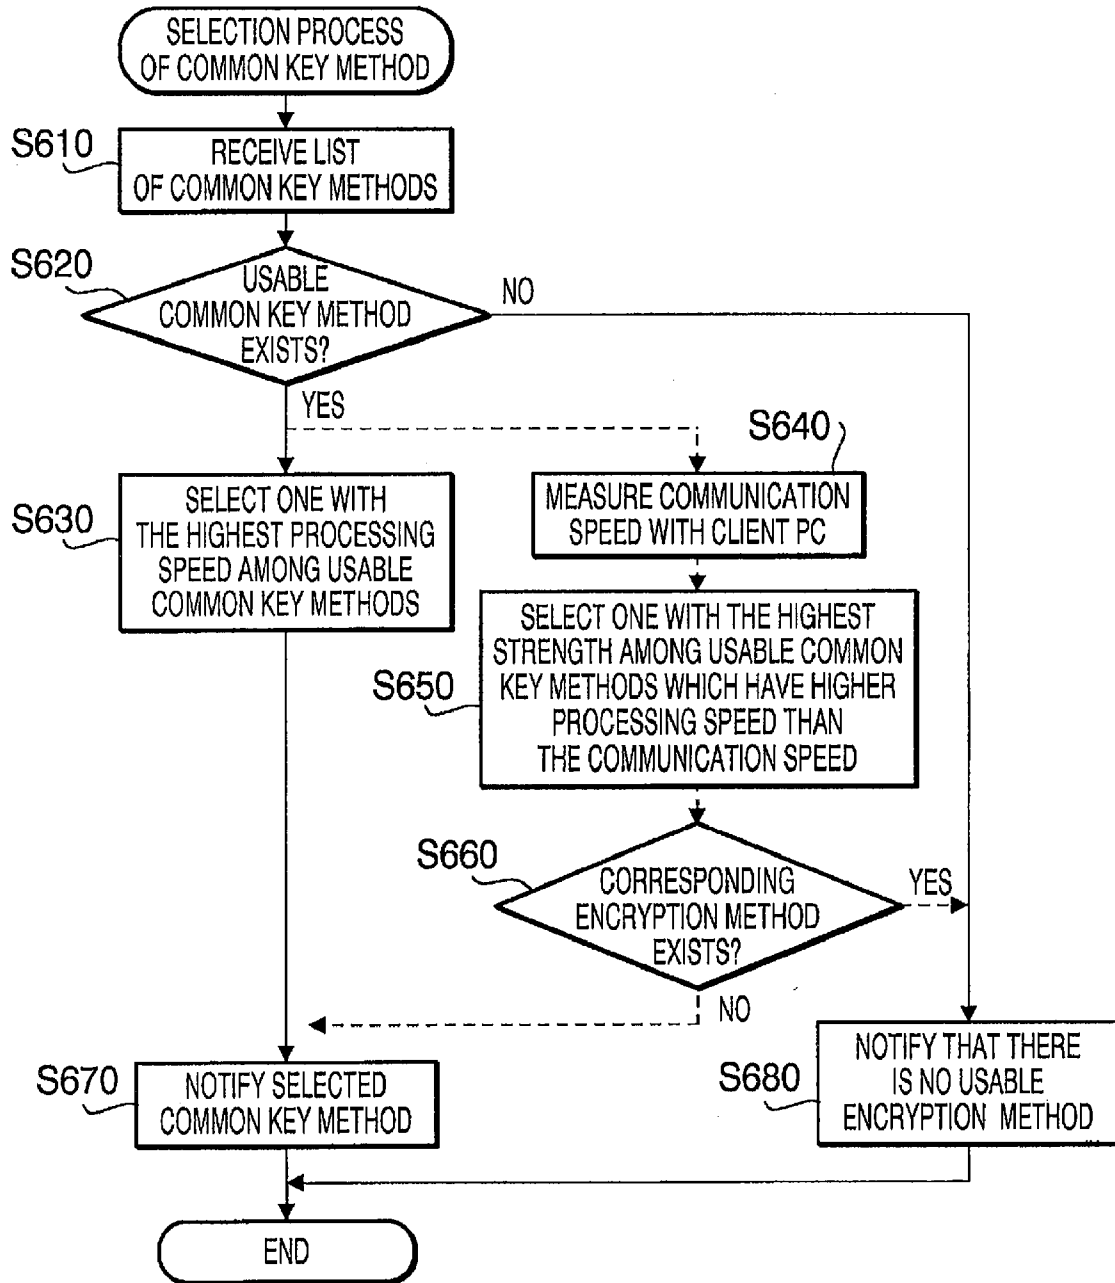 SELECTION PROCESS
OF COMMON KEY METHOD
S610
RECEIVE LIST
OF COMMON KEY METHODS
S620
USABLE
COMMON KEY METHOD
EXISTS?
NO
YES
S630
SELECT ONE WITH
THE HIGHEST PROCESSING
SPEED AMONG USABLE
COMMON KEY METHODS
S640
MEASURE COMMUNICATION
SPEED WITH CLIENT PC
S650
SELECT ONE WITH THE HIGHEST
STRENGTH AMONG USABLE COMMON
KEY METHODS WHICH HAVE HIGHER
PROCESSING SPEED THAN
THE COMMUNICATION SPEED
S660
CORRESPONDING
ENCRYPTION METHOD
EXISTS?
YES
NO
S670
NOTIFY SELECTED
COMMON KEY METHOD
S680
NOTIFY THAT THERE
IS NO USABLE
ENCRYPTION METHOD
END